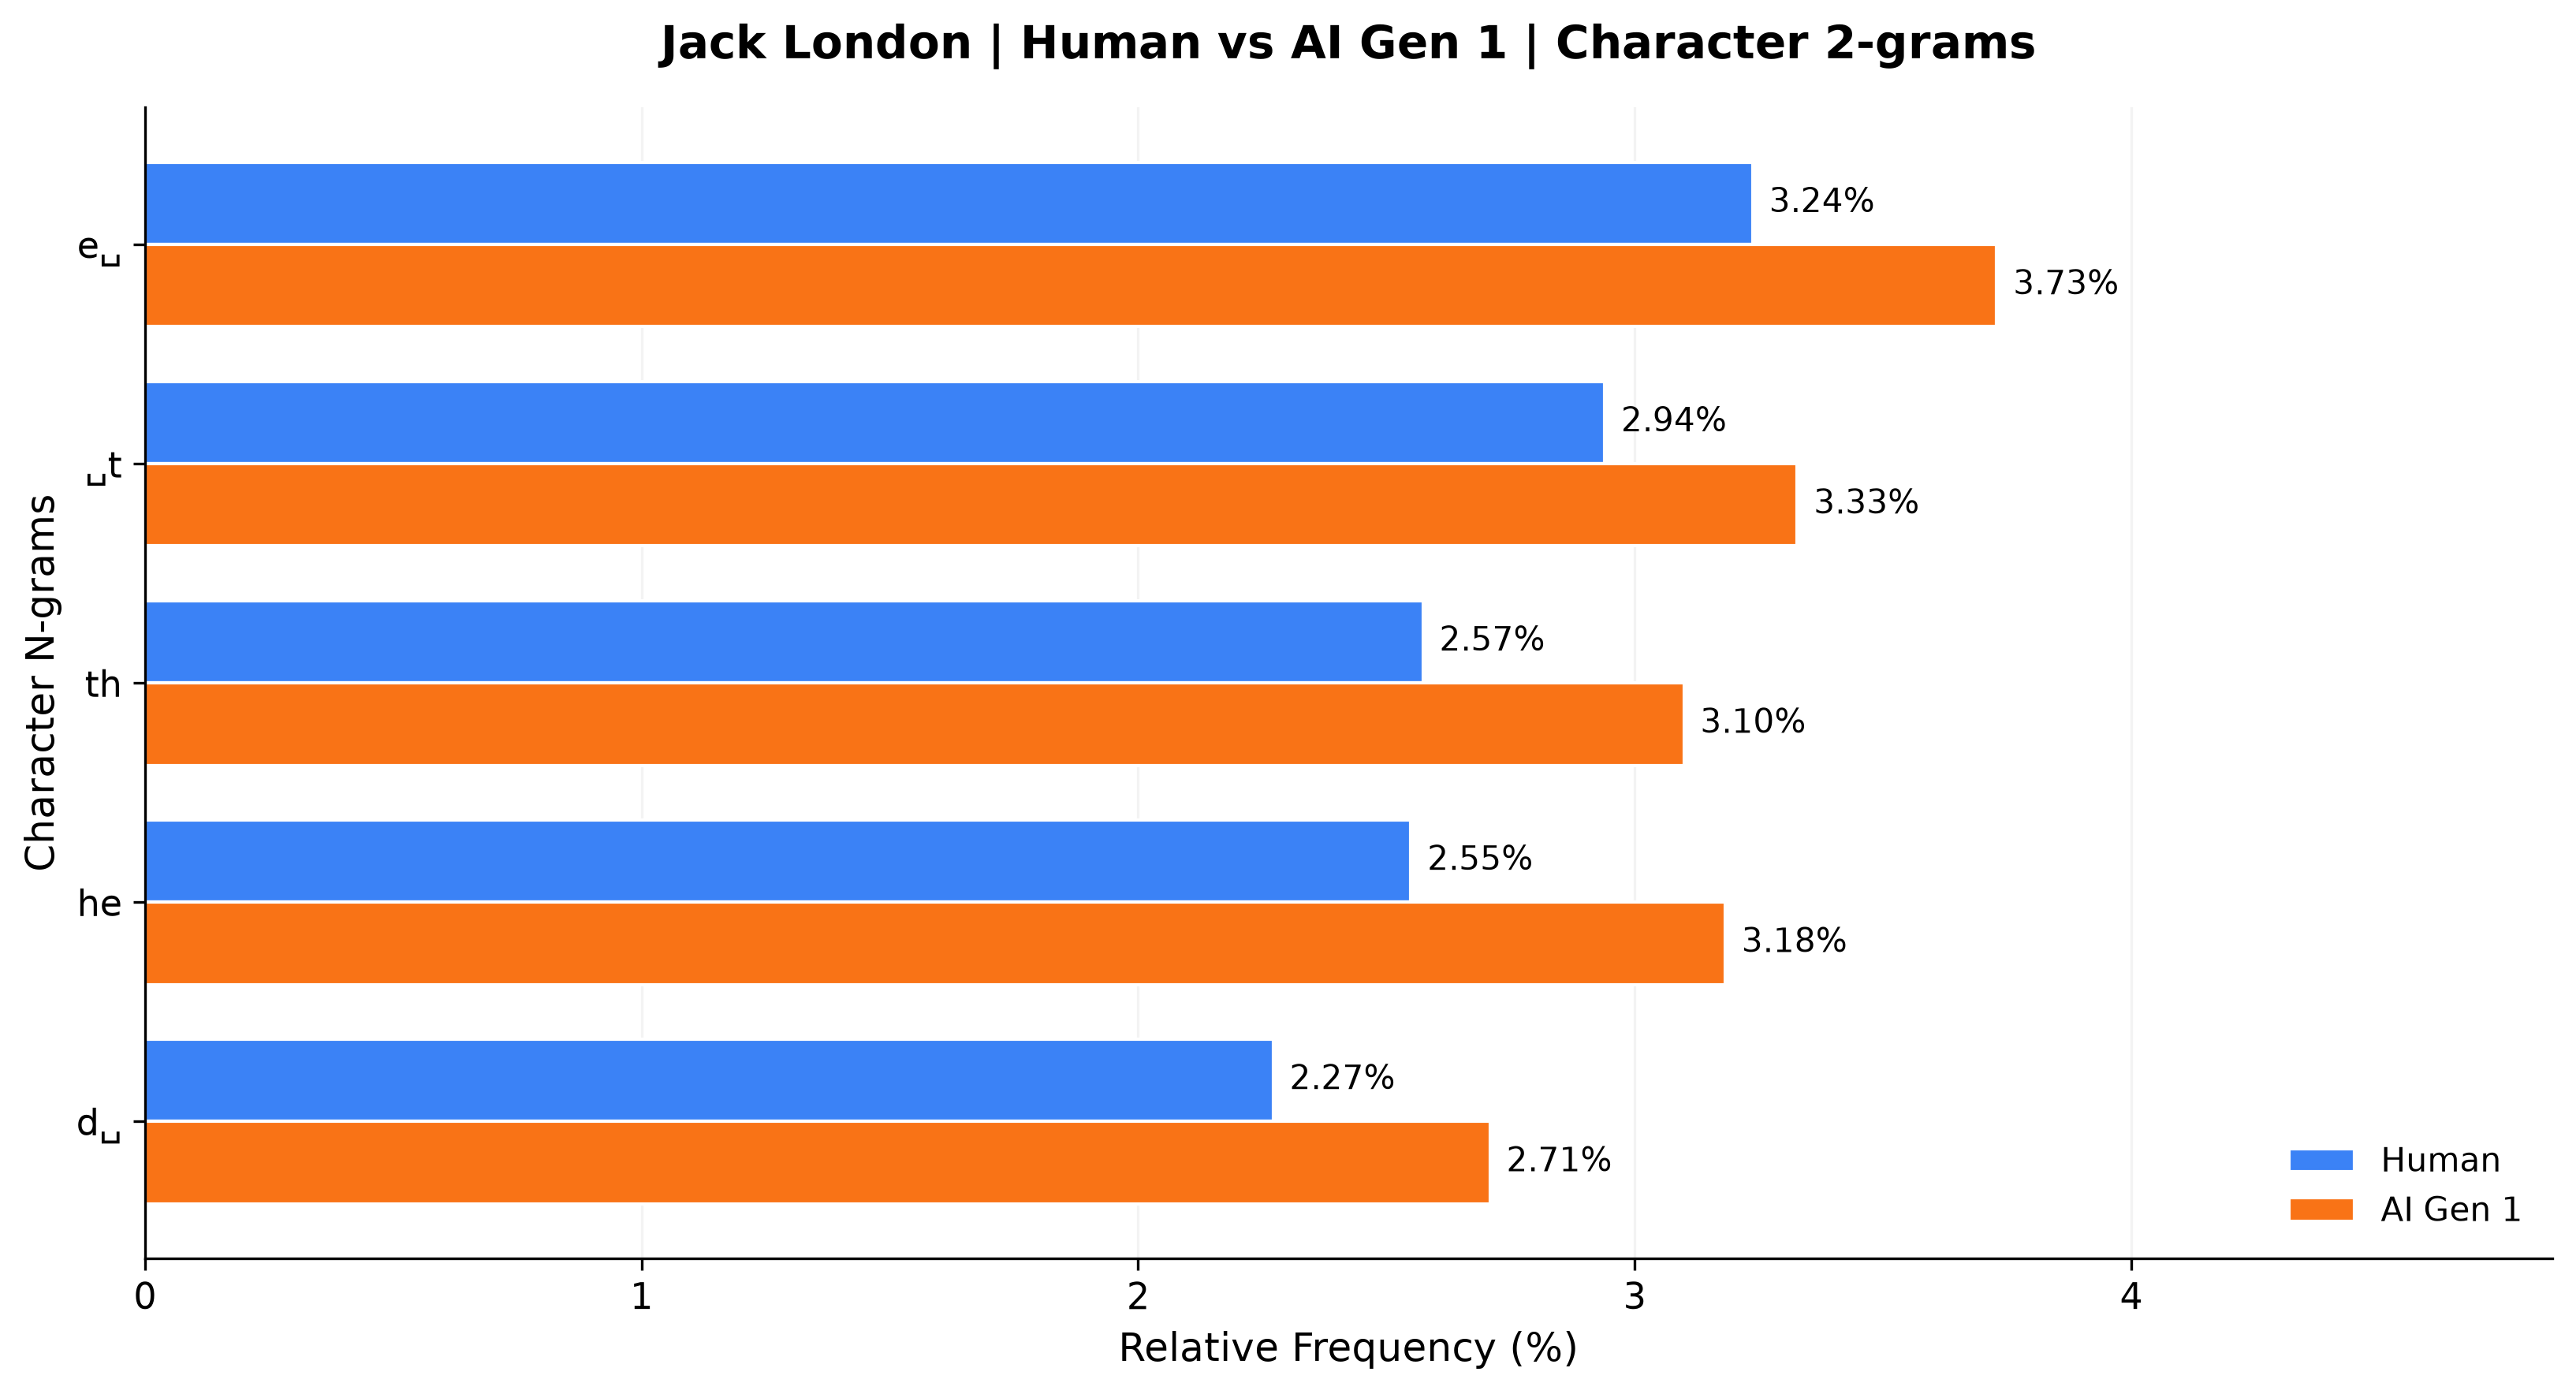 Jack London | Human vs AI Gen 1 | Character 2-grams
Character N-grams
e␣
3.24%
3.73%
␣t
2.94%
3.33%
th
2.57%
3.10%
he
2.55%
3.18%
d␣
2.27%
2.71%
Human
AI Gen 1
0 1 2 3 4
Relative Frequency (%)